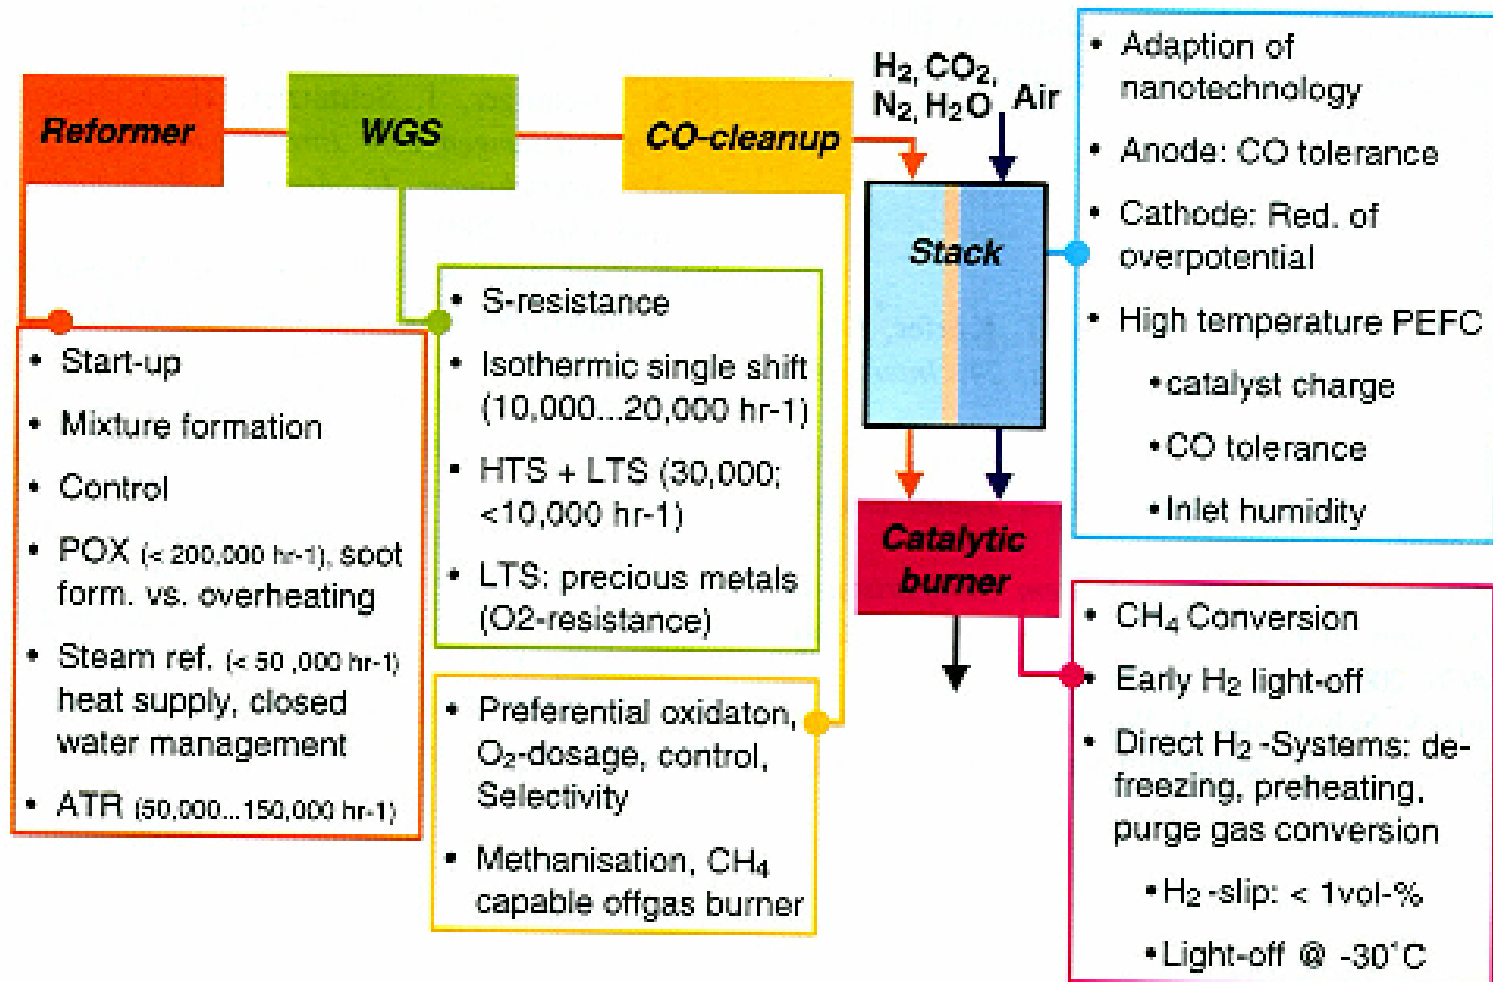 Reformer
WGS
CO-cleanup
H₂, CO₂,
N₂, H₂O
Air
Stack
Catalytic
burner
• Start-up
• Mixture formation
• Control
• POX (< 200,000 hr-1), soot
form. vs. overheating
• Steam ref. (< 50 ,000 hr-1)
heat supply, closed
water management
• ATR (50,000...150,000 hr-1)
• S-resistance
• Isothermic single shift
(10,000...20,000 hr-1)
• HTS + LTS (30,000;
<10,000 hr-1)
• LTS: precious metals
(O2-resistance)
• Preferential oxidaton,
O₂-dosage, control,
Selectivity
• Methanisation, CH₄
capable offgas burner
• Adaption of
nanotechnology
• Anode: CO tolerance
• Cathode: Red. of
overpotential
• High temperature PEFC
•catalyst charge
•CO tolerance
•Inlet humidity
• CH₄ Conversion
• Early H₂ light-off
• Direct H₂ -Systems: de-
freezing, preheating,
purge gas conversion
•H₂ -slip: < 1vol-%
•Light-off @ -30°C